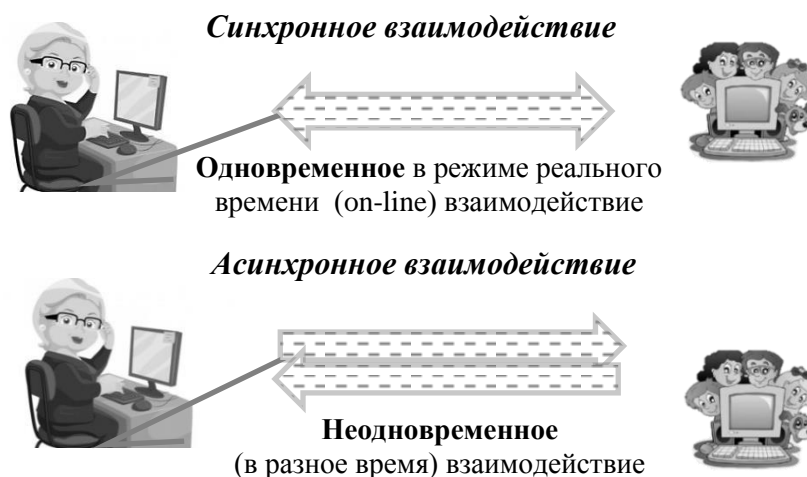 Синхронное взаимодействие
Одновременное в режиме реального
времени (on-line) взаимодействие
Асинхронное взаимодействие
Неодновременное
(в разное время) взаимодействие